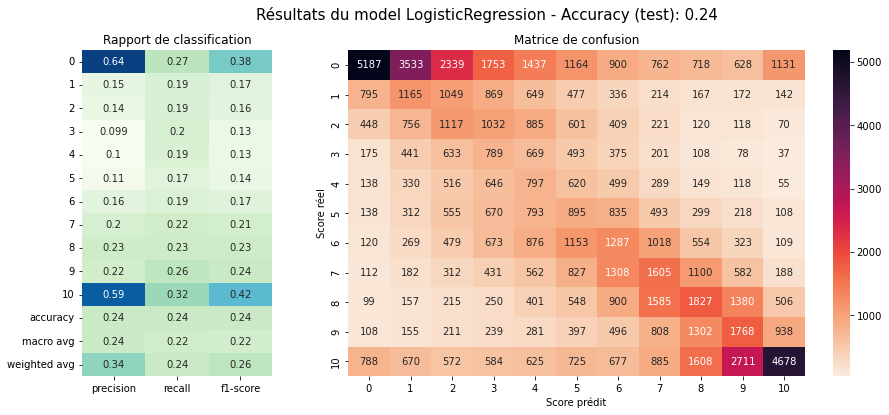 Résultats du model LogisticRegression - Accuracy (test): 0.24
Rapport de classification
0 0.64 0.27 0.38
1 0.15 0.19 0.17
2 0.14 0.19 0.16
3 0.099 0.2 0.13
4 0.1 0.19 0.13
5 0.11 0.17 0.14
6 0.16 0.19 0.17
7 0.2 0.22 0.21
8 0.23 0.23 0.23
9 0.22 0.26 0.24
10 0.59 0.32 0.42
accuracy 0.24 0.24 0.24
macro avg 0.24 0.22 0.22
weighted avg 0.34 0.24 0.26
precision recall f1-score
Matrice de confusion
Score réel
0 5187 3533 2339 1753 1437 1164 900 762 718 628 1131
1 795 1165 1049 869 649 477 336 214 167 172 142
2 448 756 1117 1032 885 601 409 221 120 118 70
3 175 441 633 789 669 493 375 201 108 78 37
4 138 330 516 646 797 620 499 289 149 118 55
5 138 312 555 670 793 895 835 493 299 218 108
6 120 269 479 673 876 1153 1287 1018 554 323 109
7 112 182 312 431 562 827 1308 1605 1100 582 188
8 99 157 215 250 401 548 900 1585 1827 1380 506
9 108 155 211 239 281 397 496 808 1302 1768 938
10 788 670 572 584 625 725 677 885 1608 2711 4678
0 1 2 3 4 5 6 7 8 9 10
Score prédit
5000
4000
3000
2000
1000